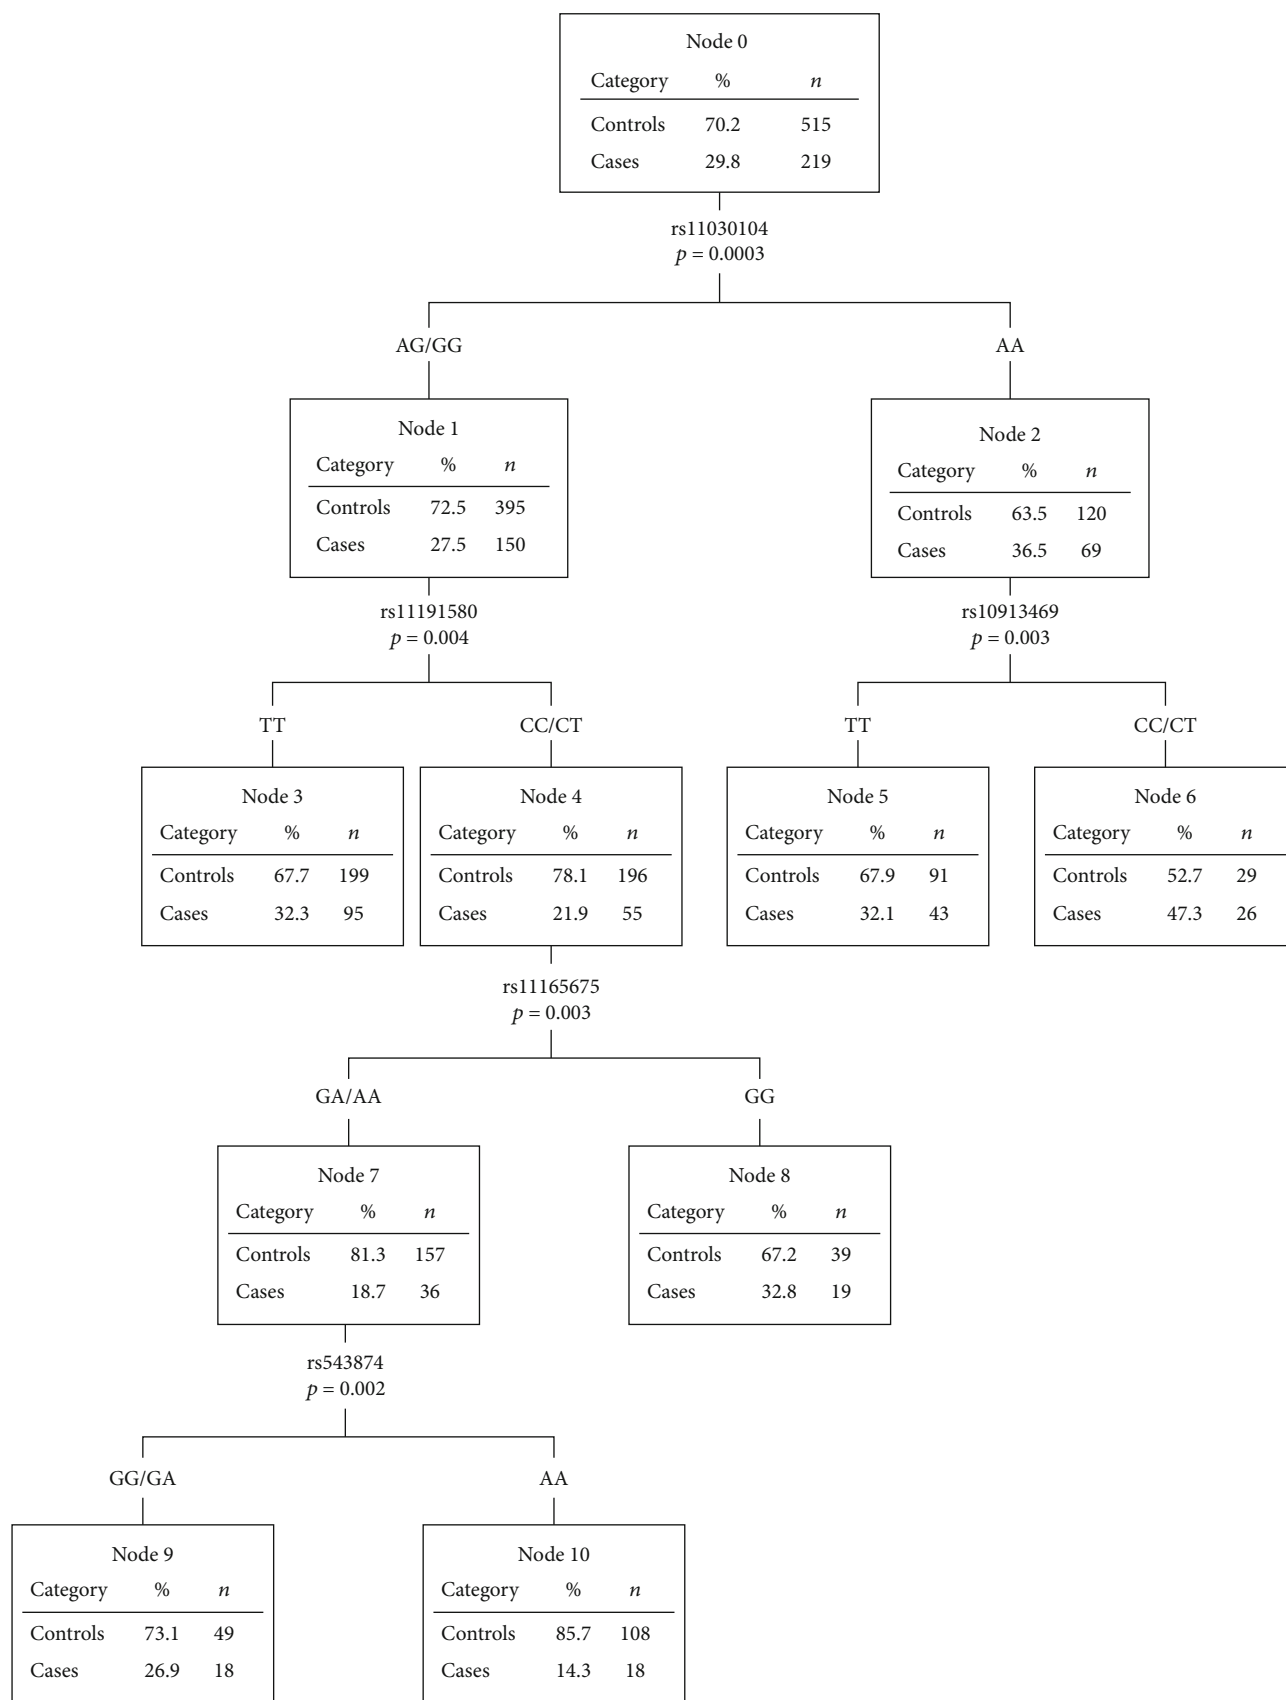 Node 0
Category % n
Controls 70.2 515
Cases 29.8 219
rs11030104
p = 0.0003
AG/GG
AA
Node 1
Category % n
Controls 72.5 395
Cases 27.5 150
Node 2
Category % n
Controls 63.5 120
Cases 36.5 69
rs11191580
p = 0.004
rs10913469
p = 0.003
TT
CC/CT
TT
CC/CT
Node 3
Category % n
Controls 67.7 199
Cases 32.3 95
Node 4
Category % n
Controls 78.1 196
Cases 21.9 55
Node 5
Category % n
Controls 67.9 91
Cases 32.1 43
Node 6
Category % n
Controls 52.7 29
Cases 47.3 26
rs11165675
p = 0.003
GA/AA
GG
Node 7
Category % n
Controls 81.3 157
Cases 18.7 36
Node 8
Category % n
Controls 67.2 39
Cases 32.8 19
rs543874
p = 0.002
GG/GA
AA
Node 9
Category % n
Controls 73.1 49
Cases 26.9 18
Node 10
Category % n
Controls 85.7 108
Cases 14.3 18